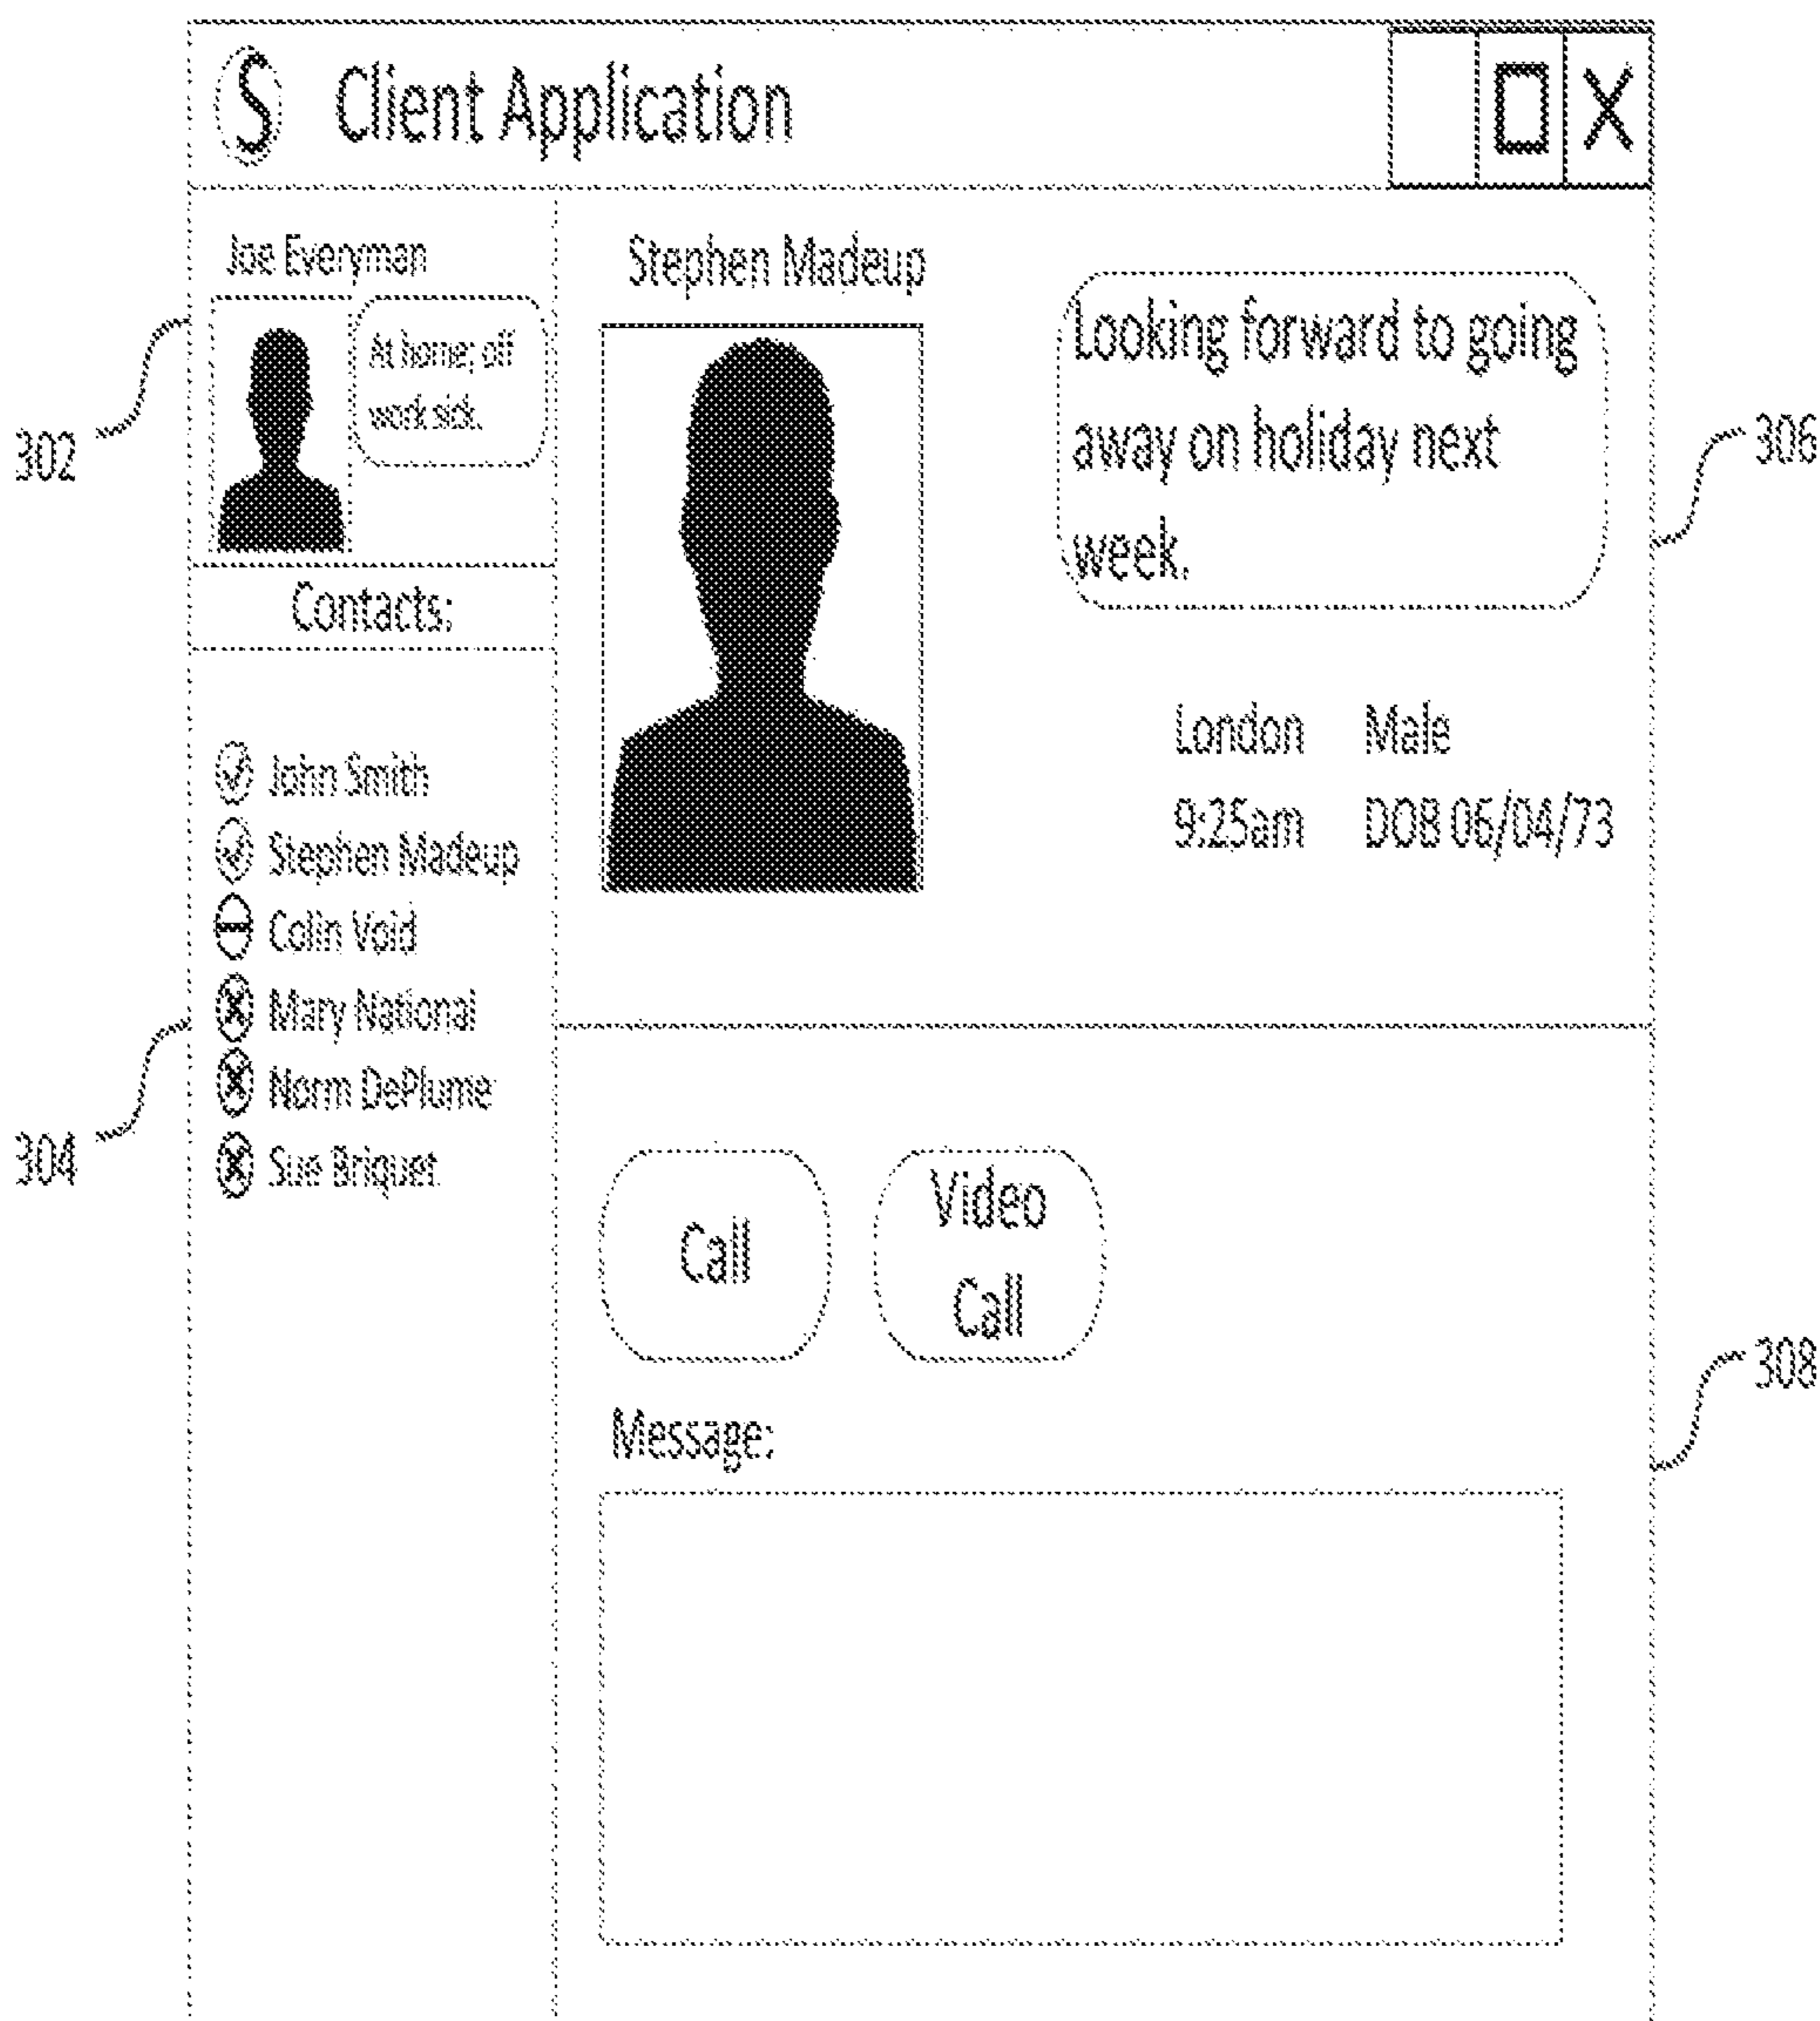 S Client Application
X
Joe Everyman
At home; off
work sick.
302
Contacts:
John Smith
Stephen Madeup
Colin Void
Mary National
Norm DePlume
Sue Briquet
304
Stephen Madeup
Looking forward to going
away on holiday next
week.
306
London Male
9:25am DOB 06/04/73
Call
Video
Call
308
Message: